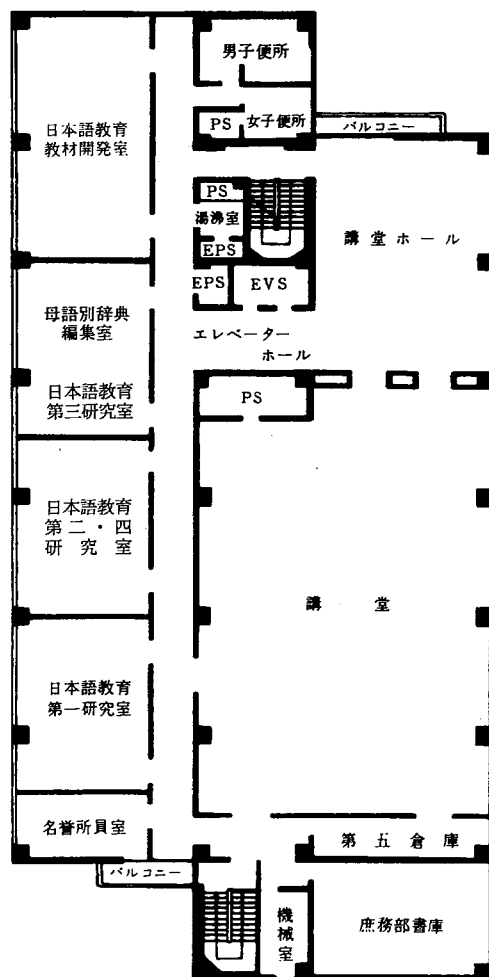 男子便所
日本語教育
教材開発室
PS
女子便所
バルコニー
PS
湯沸室
EPS
講堂ホール
EPS
EVS
母語別辞典
編集室
エレベーター
ホール
日本語教育
第三研究室
PS
日本語教育
第二・四
研究室
講堂
日本語教育
第一研究室
名誉所員室
第五倉庫
バルコニー
機械室
庶務部書庫